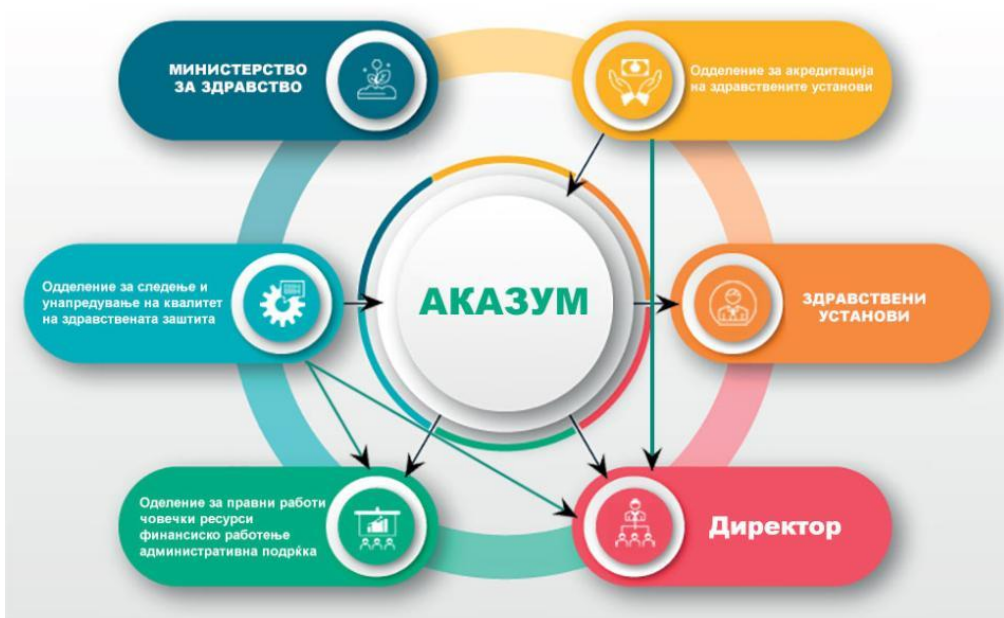 МИНИСТЕРСТВО
ЗА ЗДРАВСТВО
Одделение за акредитација
на здравствените установи
Одделение за следење и
унапредување на квалитет
на здравствената заштита
АКАЗУМ
ЗДРАВСТВЕНИ
УСТАНОВИ
Оделение за правни работи
човечки ресурси
финансиско работење
административна подрќка
Директор